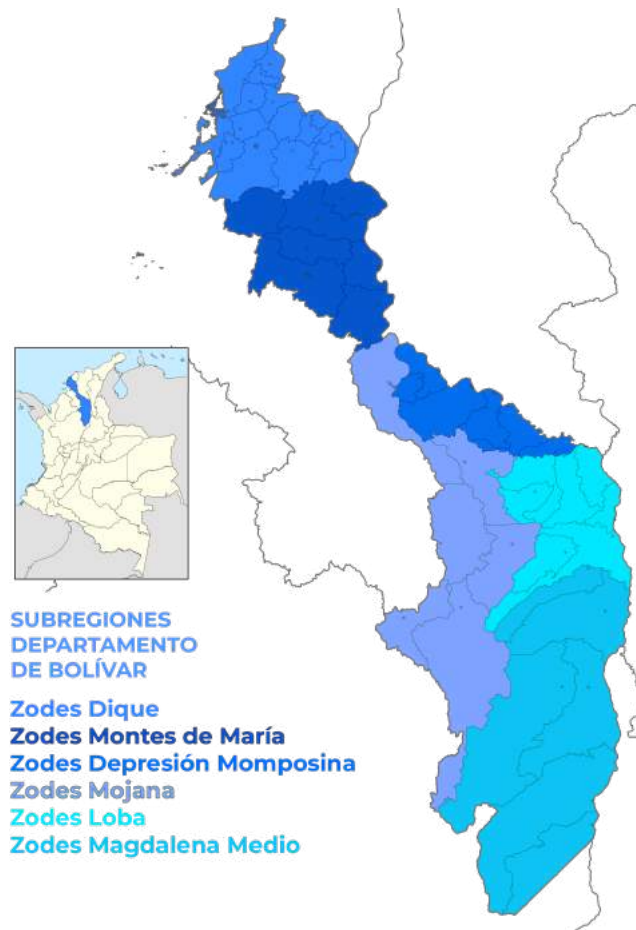 SUBREGIONES
DEPARTAMENTO
DE BOLÍVAR
Zodes Dique
Zodes Montes de María
Zodes Depresión Momposina
Zodes Mojana
Zodes Loba
Zodes Magdalena Medio